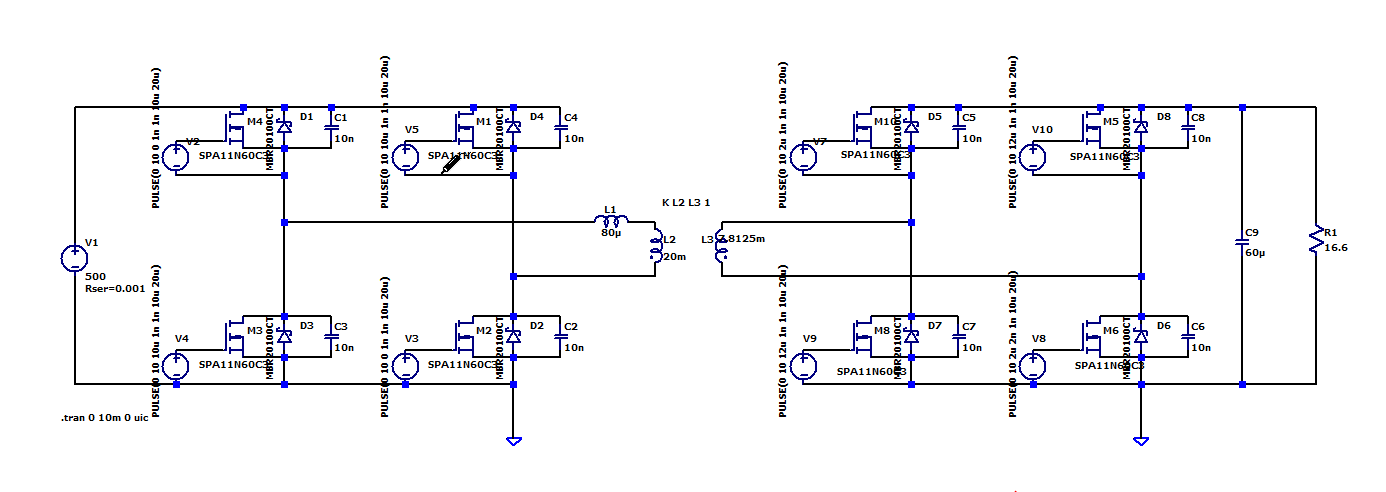 PULSE(0 10 0 1n 1n 10u 20u)
V2
M4
SPA11N60C3
MBR20100CT
D1
C1
10n
PULSE(0 10 10u 1n 1n 10u 20u)
V5
M1
SPA11N60C3
MBR20100CT
D4
C4
10n
PULSE(0 10 2u 1n 1n 10u 20u)
V7
M10
SPA11N60C3
MBR20100CT
D5
C5
10n
PULSE(0 10 12u 1n 1n 10u 20u)
V10
M5
SPA11N60C3
MBR20100CT
D8
C8
10n
V1
500
Rser=0.001
L1
80µ
K L2 L3 1
L2
20m
L3
7.8125m
C9
60µ
R1
16.6
PULSE(0 10 10u 1n 1n 10u 20u)
V4
M3
SPA11N60C3
MBR20100CT
D3
C3
10n
PULSE(0 10 0 1n 1n 10u 20u)
V3
M2
SPA11N60C3
MBR20100CT
D2
C2
10n
PULSE(0 10 12u 1n 1n 10u 20u)
V9
M8
SPA11N60C3
MBR20100CT
D7
C7
10n
PULSE(0 10 2u 2n 1n 10u 20u)
V8
M6
SPA11N60C3
MBR20100CT
D6
C6
10n
.tran 0 10m 0 uic